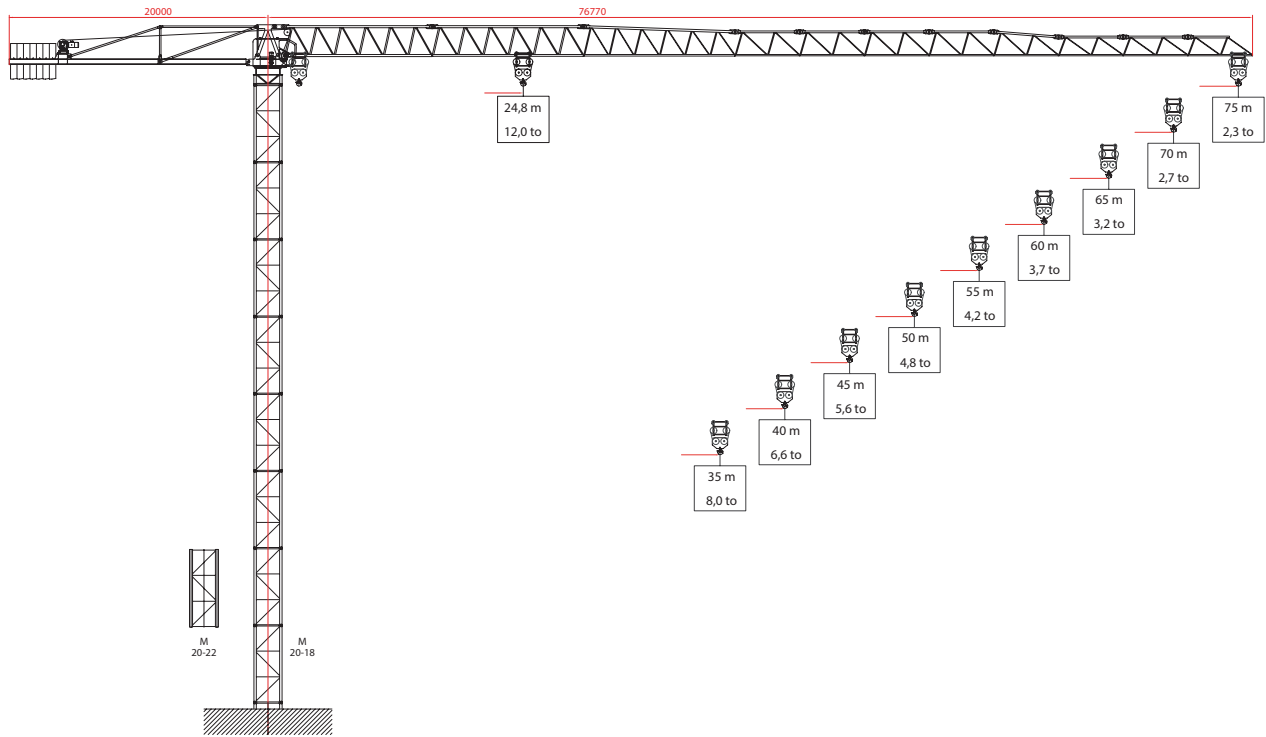 20000
76770
24,8 m
12,0 to
75 m
2,3 to
70 m
2,7 to
65 m
3,2 to
60 m
3,7 to
55 m
4,2 to
50 m
4,8 to
45 m
5,6 to
40 m
6,6 to
35 m
8,0 to
M
20-22
M
20-18